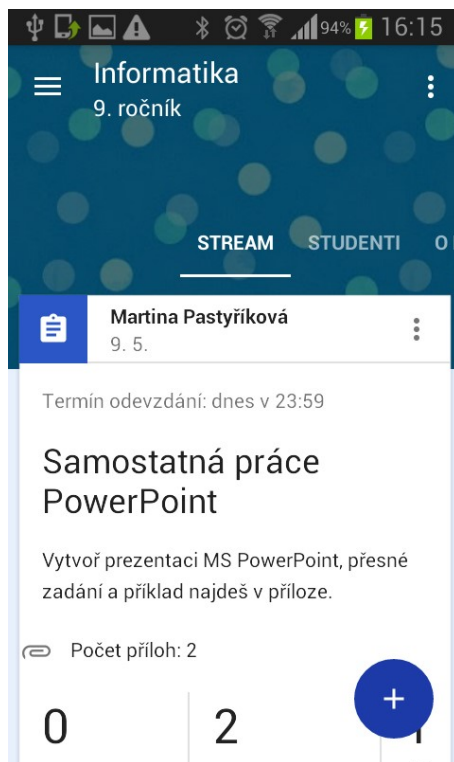 94% 16:15
Informatika
9. ročník
STREAM STUDENTI O
Martina Pastyříková
9. 5.
Termín odevzdání: dnes v 23:59
Samostatná práce
PowerPoint
Vytvoř prezentaci MS PowerPoint, přesné
zadání a příklad najdeš v příloze.
Počet příloh: 2
0 2